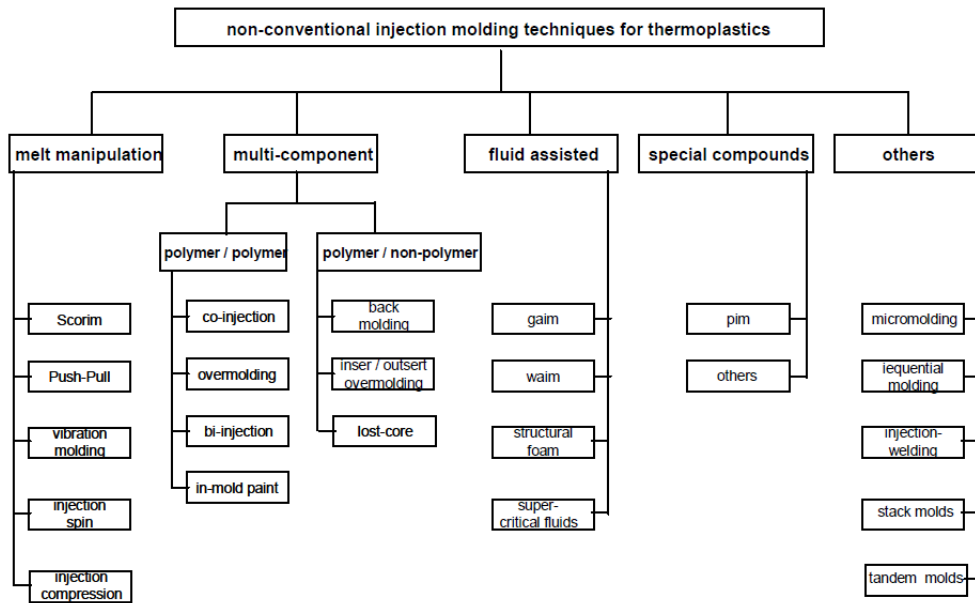 non-conventional injection molding techniques for thermoplastics
melt manipulation
multi-component
fluid assisted
special compounds
others
polymer / polymer
polymer / non-polymer
Scorim
co-injection
back
molding
gaim
pim
micromolding
Push-Pull
overmolding
inser / outsert
overmolding
waim
others
iequential
molding
vibration
molding
bi-injection
lost-core
structural
foam
injection-
welding
in-mold paint
injection
spin
super-
critical fluids
stack molds
injection
compression
tandem molds